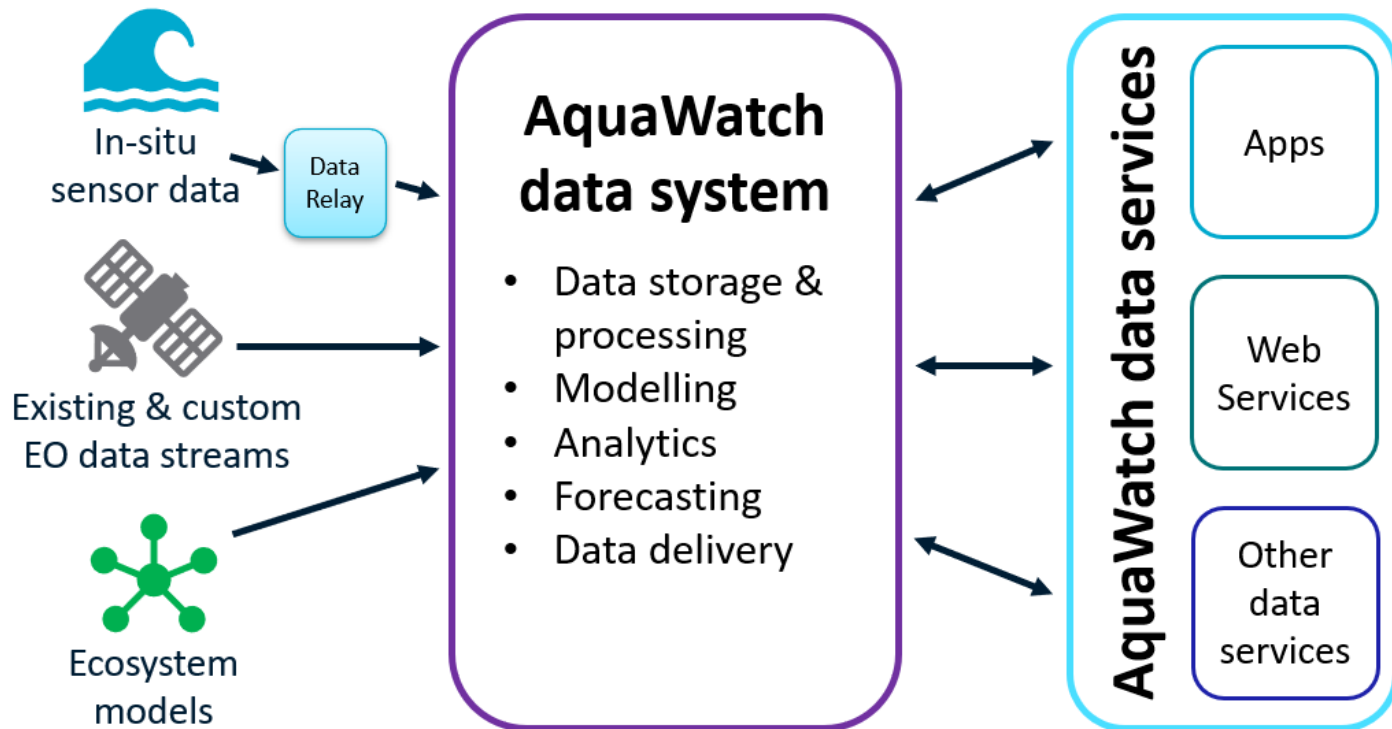 In-situ
sensor data
Data
Relay
Existing & custom
EO data streams
Ecosystem
models
AquaWatch
data system
• Data storage &
processing
• Modelling
• Analytics
• Forecasting
• Data delivery
AquaWatch data services
Apps
Web
Services
Other
data
services